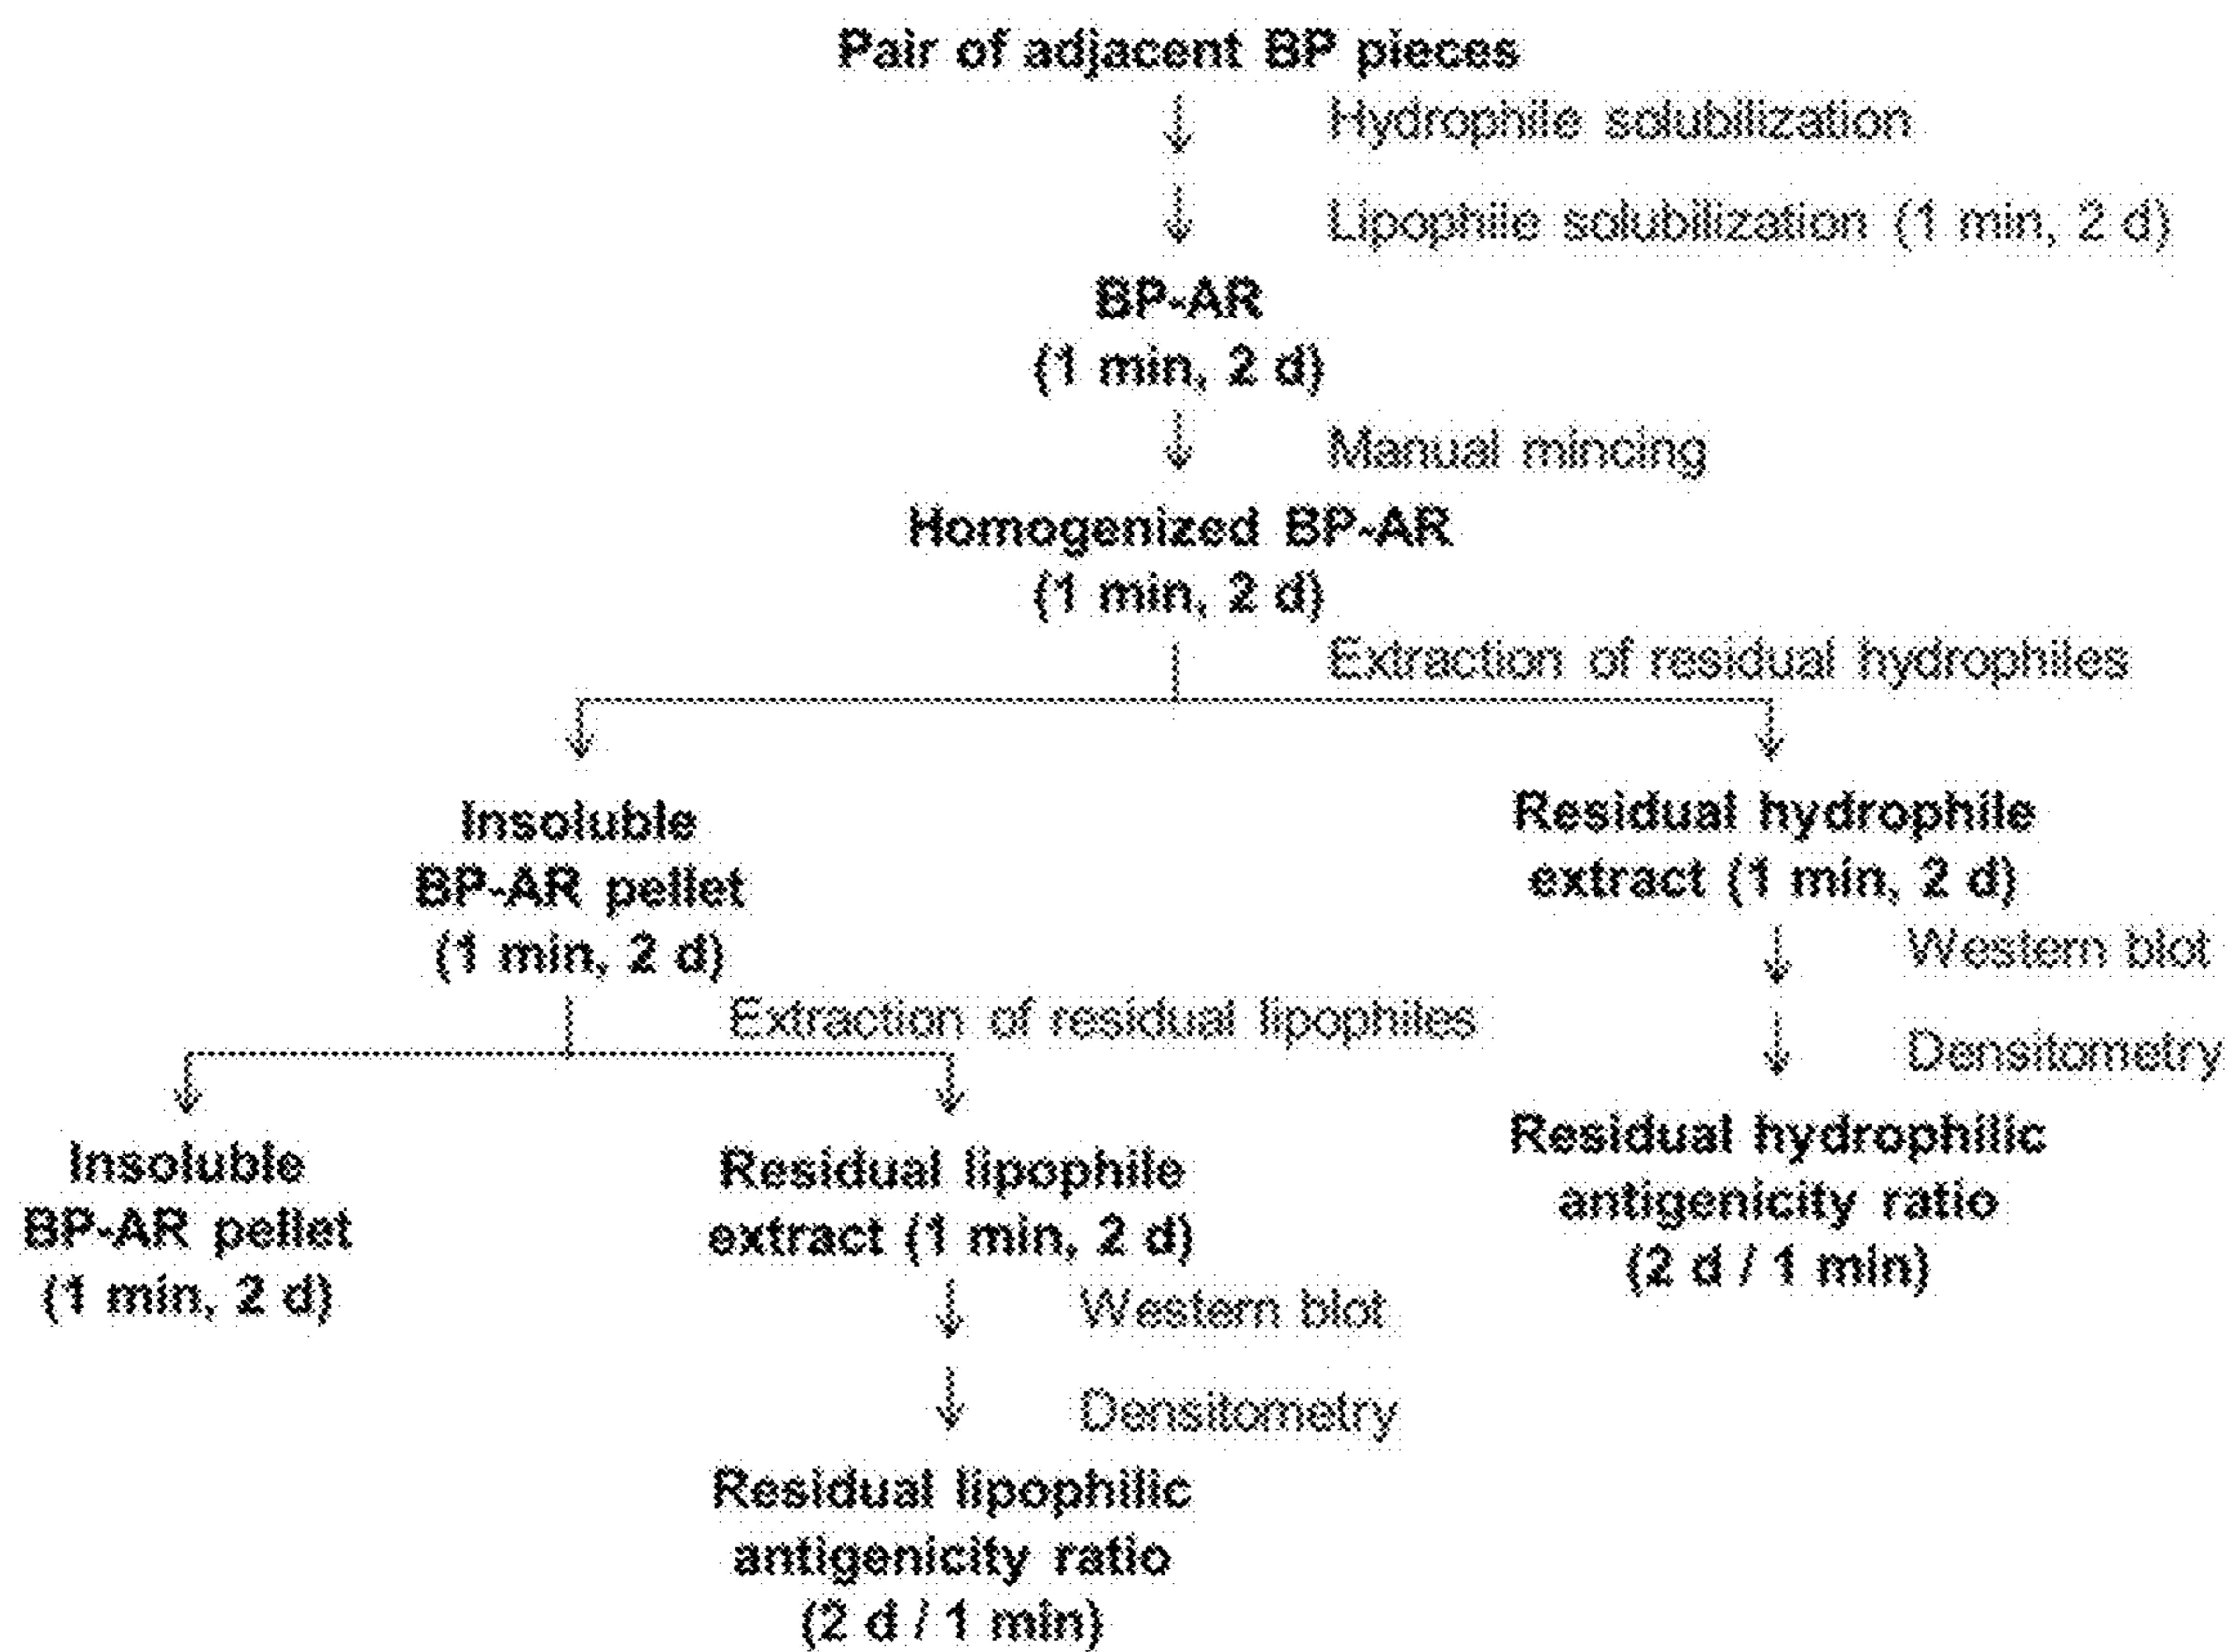 Pair of adjacent BP pieces
Hydrophile solubilization
Lipophile solubilization (1 min, 2 d)
BP-AR
(1 min, 2 d)
Manual mincing
Homogenized BP-AR
(1 min, 2 d)
Extraction of residual hydrophiles
Insoluble
BP-AR pellet
(1 min, 2 d)
Residual hydrophile
extract (1 min, 2 d)
Western blot
Densitometry
Residual hydrophilic
antigenicity ratio
(2 d / 1 min)
Extraction of residual lipophiles
Insoluble
BP-AR pellet
(1 min, 2 d)
Residual lipophile
extract (1 min, 2 d)
Western blot
Densitometry
Residual lipophilic
antigenicity ratio
(2 d / 1 min)